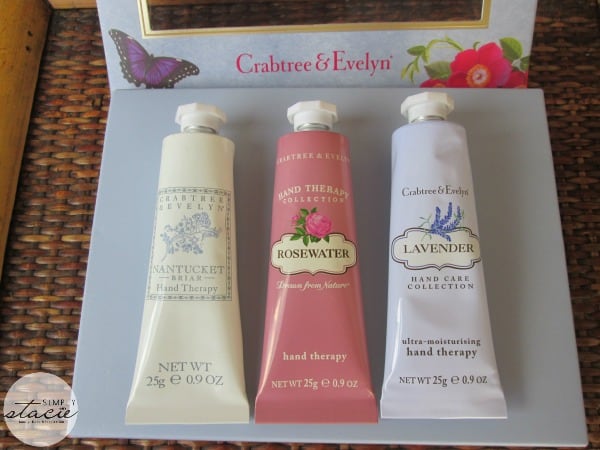 Crabtree & Evelyn®
CRABTREE
& EVELYN®
NANTUCKET
BRIAR
Hand Therapy
NET WT
25g e 0.9 OZ
CRABTREE & EVELYN
HAND THERAPY
COLLECTION
ROSEWATER
Drawn from Nature
hand therapy
NET WT 25g e 0.9 OZ
Crabtree & Evelyn®
LAVENDER
HAND CARE
COLLECTION
ultra-moisturising
hand therapy
NET WT 25g e 0.9 OZ
SIMPLY
stacie